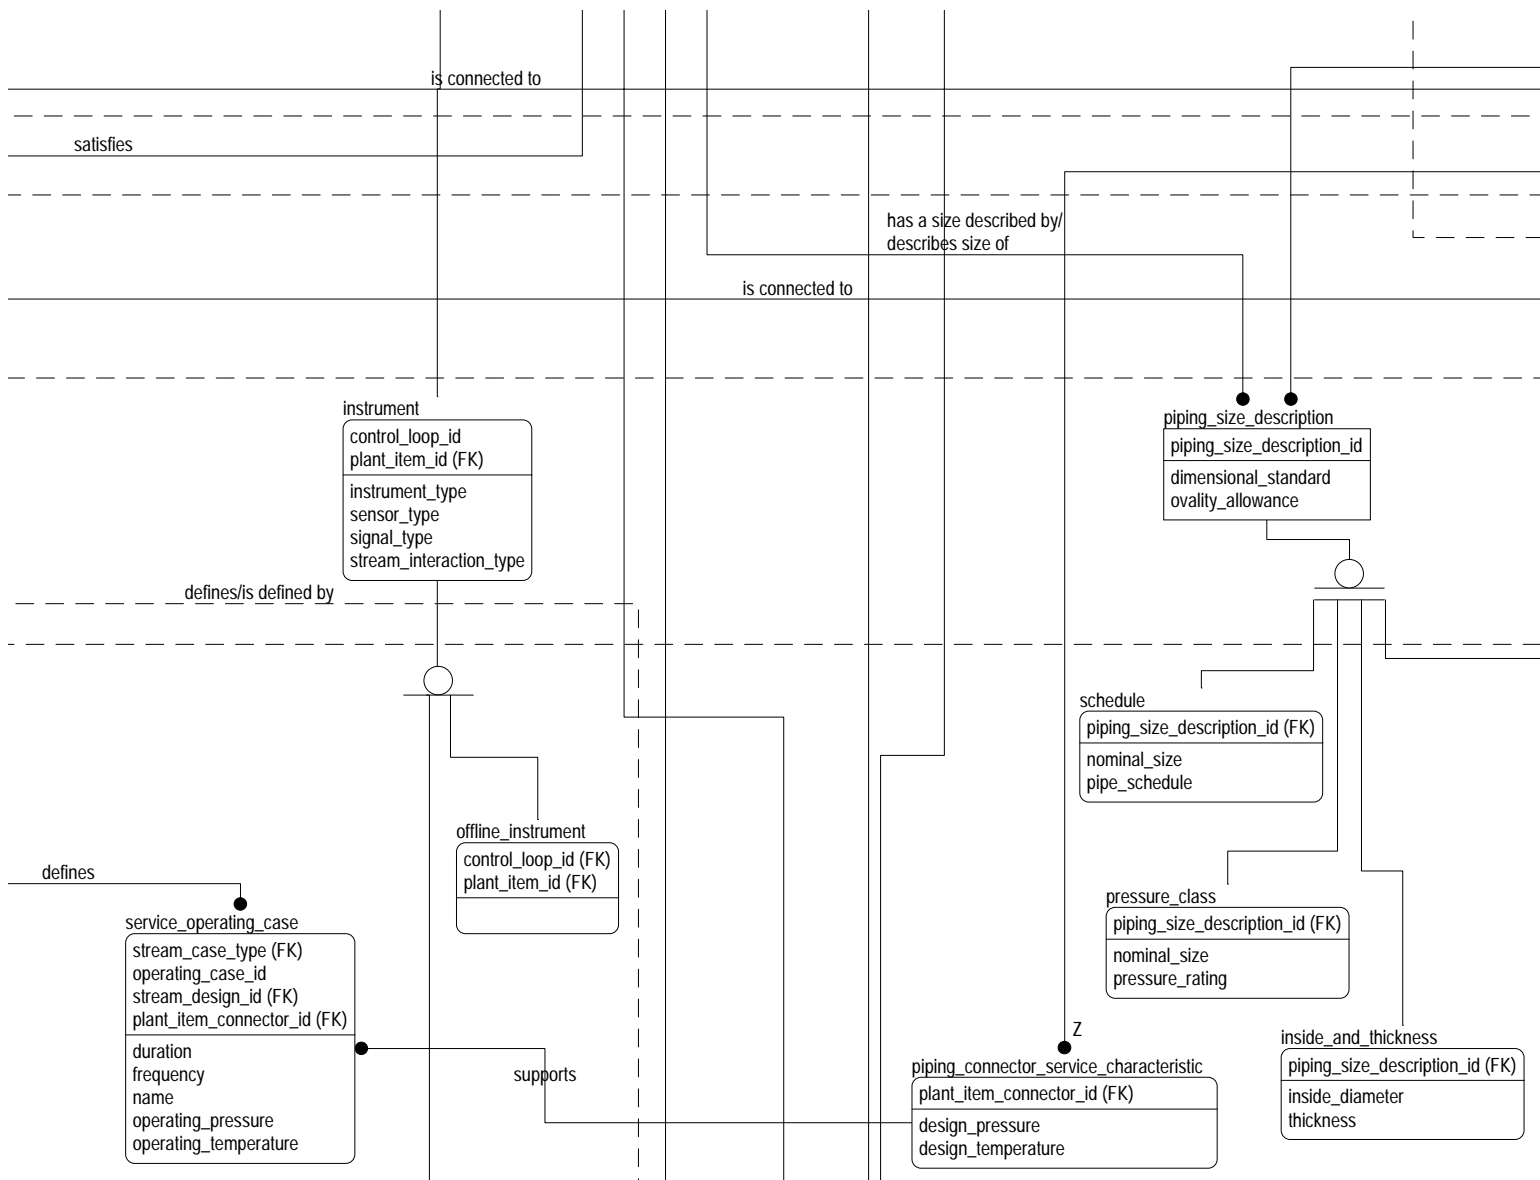 is connected to
satisfies
has a size described by/
describes size of
is connected to
instrument
control_loop_id
plant_item_id (FK)
instrument_type
sensor_type
signal_type
stream_interaction_type
piping_size_description
piping_size_description_id
dimensional_standard
ovality_allowance
defines/is defined by
schedule
piping_size_description_id (FK)
nominal_size
pipe_schedule
offline_instrument
control_loop_id (FK)
plant_item_id (FK)
defines
service_operating_case
stream_case_type (FK)
operating_case_id
stream_design_id (FK)
plant_item_connector_id (FK)
duration
frequency
name
operating_pressure
operating_temperature
supports
pressure_class
piping_size_description_id (FK)
nominal_size
pressure_rating
Z
piping_connector_service_characteristic
plant_item_connector_id (FK)
design_pressure
design_temperature
inside_and_thickness
piping_size_description_id (FK)
inside_diameter
thickness